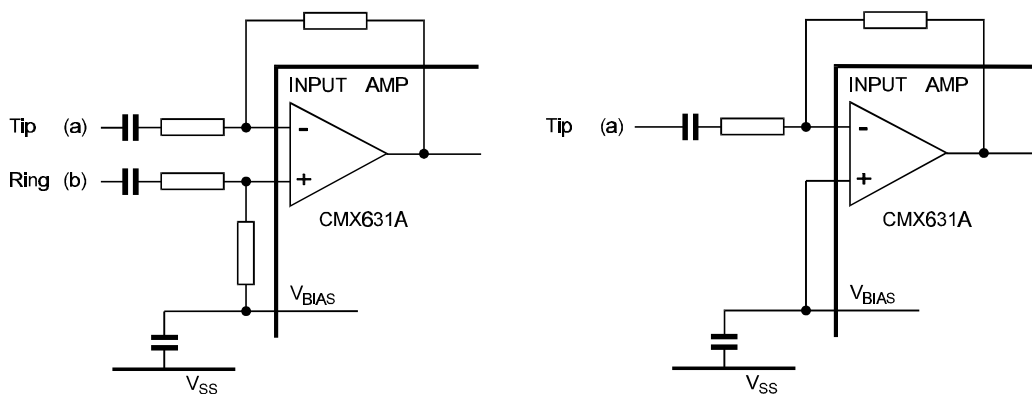 INPUT AMP
Tip (a)
-
Ring (b)
+
CMX631A
VBIAS
VSS
INPUT AMP
Tip (a)
-
+
CMX631A
VBIAS
VSS